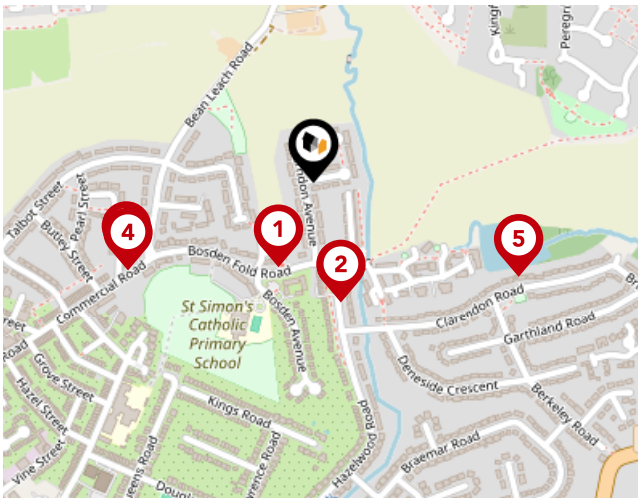 Bean Leach Road
Talbot Street
Pearl Street
Butley Street
ndon Avenue
4
1
2
5
Bosden Fold Road
Commercial Road
St Simon's
Catholic
Primary
School
Bosden Avenue
Clarendon Road
Garthland Road
Deneside Crescent
Berkeley Road
Road
Grove Street
Hazel Street
Vine Street
Kings Road
Hazelwood Road
Braemar Road